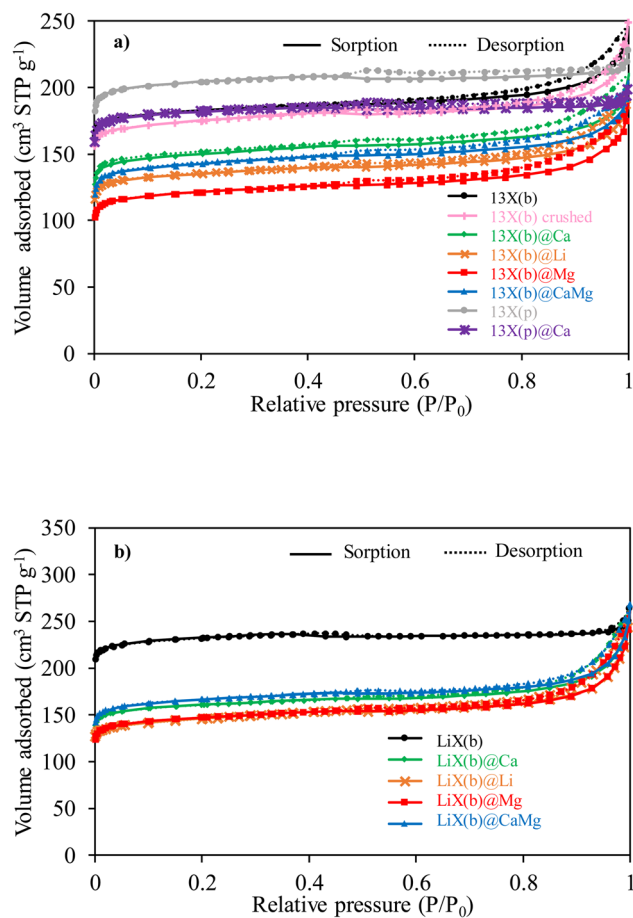 a)
Sorption
Desorption
Volume adsorbed (cm³ STP g⁻¹)
250
200
150
100
50
0
13X(b)
13X(b) crushed
13X(b)@Ca
13X(b)@Li
13X(b)@Mg
13X(b)@CaMg
13X(p)
13X(p)@Ca
0
0.2
0.4
0.6
0.8
1
Relative pressure (P/P₀)
b)
Sorption
Desorption
Volume adsorbed (cm³ STP g⁻¹)
350
300
250
200
150
100
50
0
LiX(b)
LiX(b)@Ca
LiX(b)@Li
LiX(b)@Mg
LiX(b)@CaMg
0
0.2
0.4
0.6
0.8
1
Relative pressure (P/P₀)